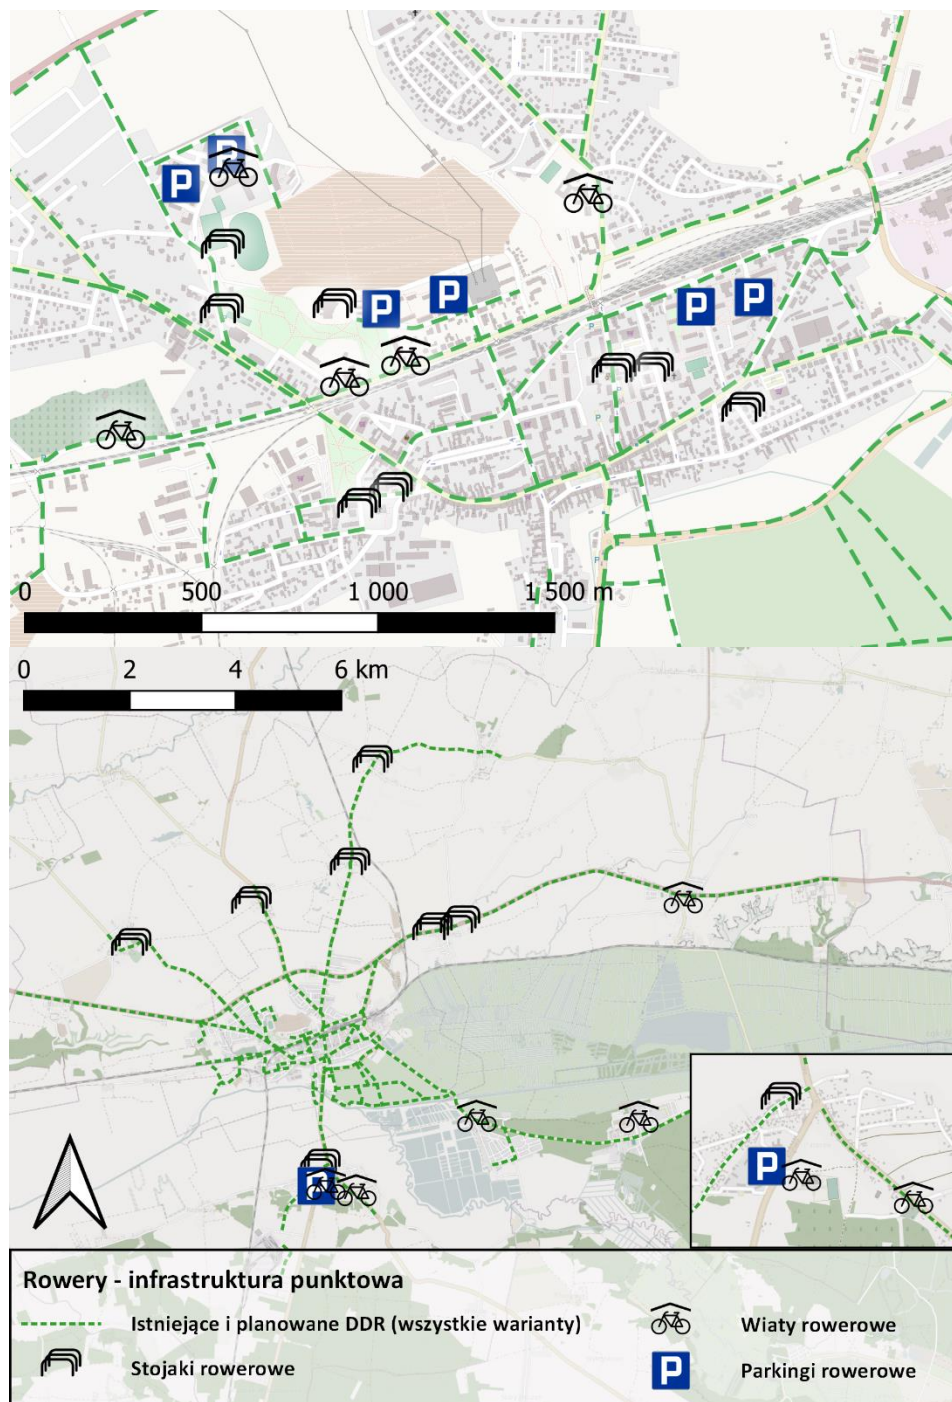 P
P
P
P
P
P
0 500 1 000 1 500 m
0 2 4 6 km
P
P
Rowery - infrastruktura punktowa
Istniejące i planowane DDR (wszystkie warianty)
Wiaty rowerowe
Stojaki rowerowe
P
Parkingi rowerowe